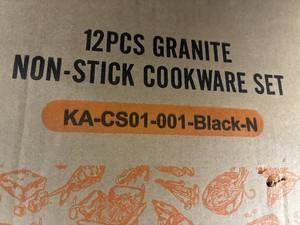 12PCS GRANITE
NON-STICK COOKWARE SET
KA-CS01-001-Black-N